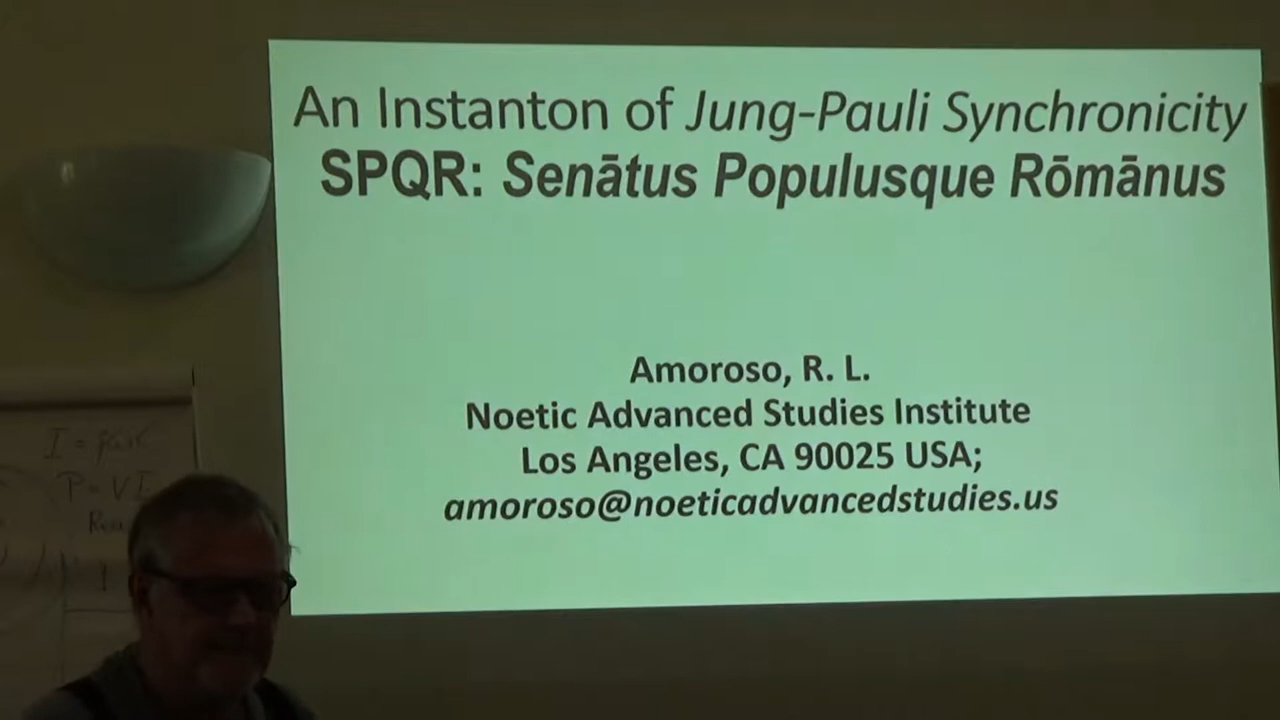 An Instanton of Jung-Pauli Synchronicity
SPQR: Senātus Populusque Rōmānus
Amoroso, R. L.
Noetic Advanced Studies Institute
Los Angeles, CA 90025 USA;
amoroso@noeticadvancedstudies.us
I =
P = VI